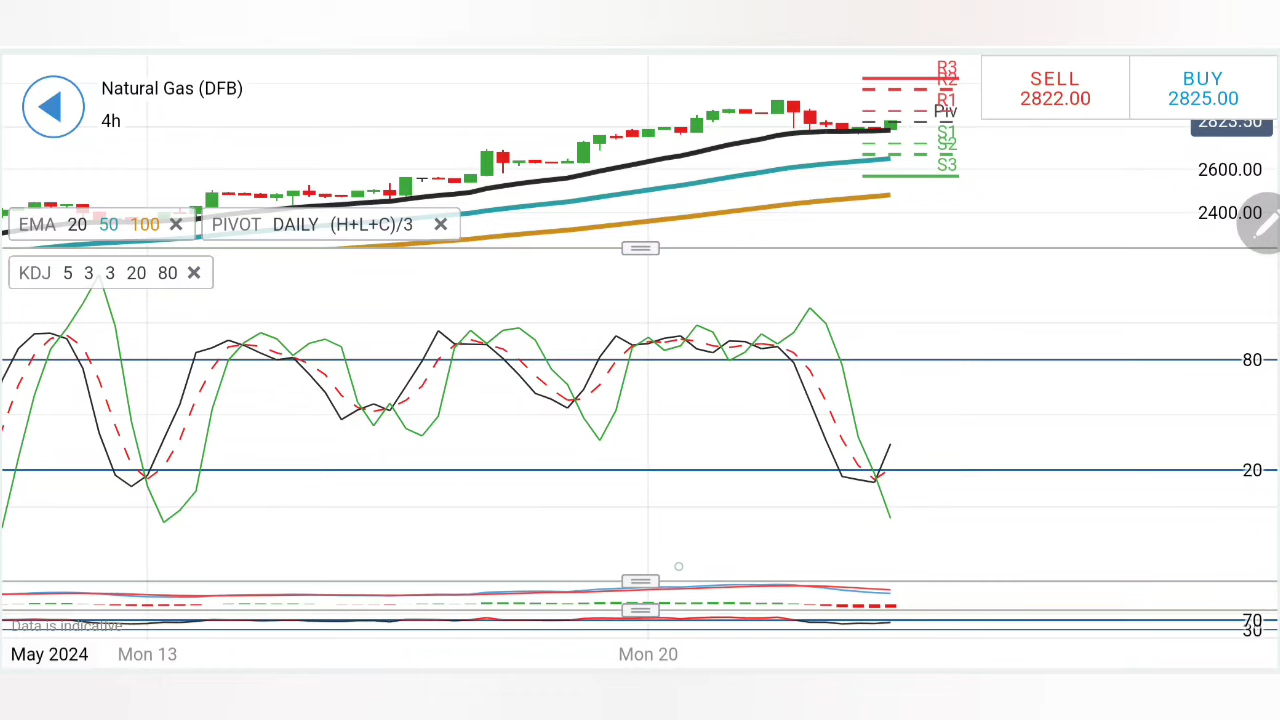 Natural Gas (DFB)
4h
SELL
2822.00
BUY
2825.00
R3
R2
R1
Piv
S1
S2
S3
2823.50
2600.00
2400.00
EMA 20 50 100
PIVOT DAILY (H+L+C)/3
KDJ 5 3 3 20 80
80
20
70
30
Data is indicative
May 2024 Mon 13 Mon 20